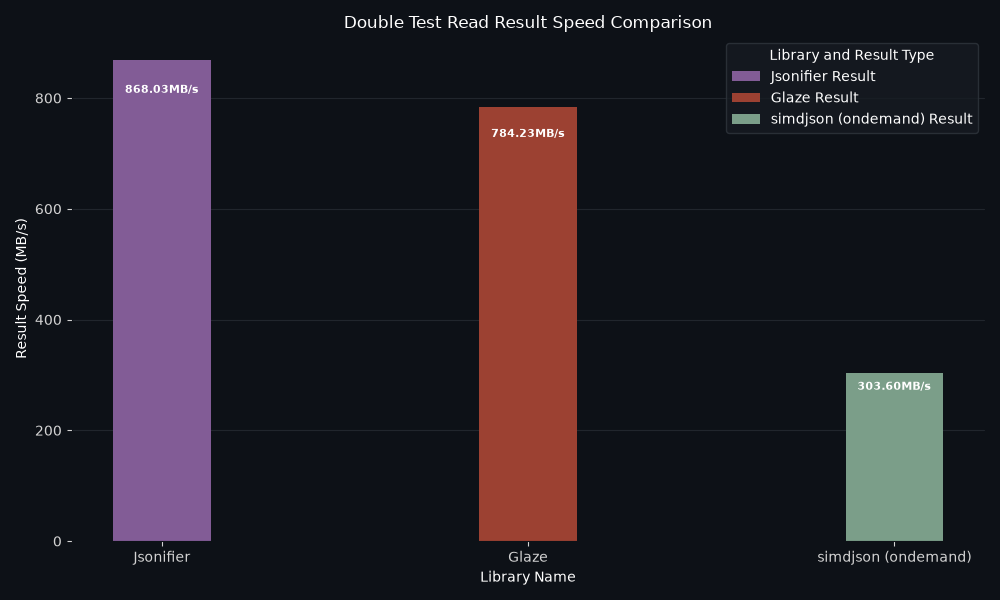 Double Test Read Result Speed Comparison
Library and Result Type
Jsonifier Result
Glaze Result
simdjson (ondemand) Result
868.03MB/s
784.23MB/s
303.60MB/s
Result Speed (MB/s)
800
600
400
200
0
Jsonifier
Glaze
simdjson (ondemand)
Library Name